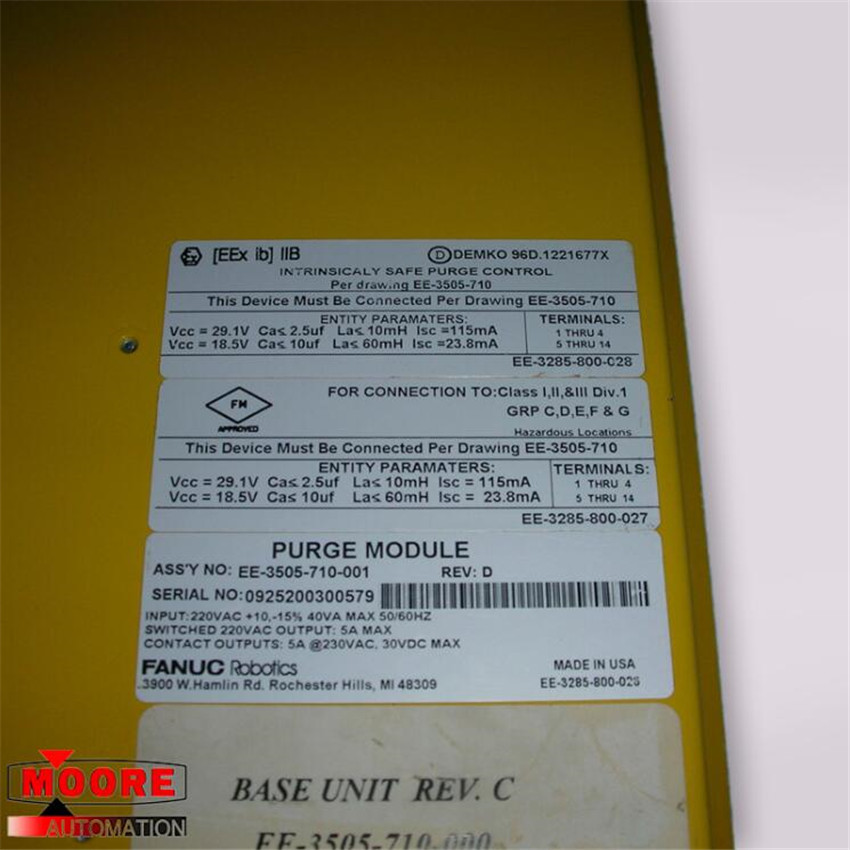 [EEx ib] IIB
D DEMKO 96D.1221677X
INTRINSICALY SAFE PURGE CONTROL
Per drawing EE-3505-710
This Device Must Be Connected Per Drawing EE-3505-710
ENTITY PARAMATERS:
TERMINALS:
Vcc = 29.1V Ca≤ 2.5uf La≤ 10mH Isc =115mA
1 THRU 4
Vcc = 18.5V Ca≤ 10uf La≤ 60mH Isc =23.8mA
5 THRU 14
EE-3285-800-028
FM
APPROVED
FOR CONNECTION TO:Class I,II,&III Div.1
GRP C,D,E,F & G
Hazardous Locations
This Device Must Be Connected Per Drawing EE-3505-710
ENTITY PARAMATERS:
TERMINALS:
Vcc = 29.1V Ca≤ 2.5uf La≤ 10mH Isc = 115mA
1 THRU 4
Vcc = 18.5V Ca≤ 10uf La≤ 60mH Isc = 23.8mA
5 THRU 14
EE-3285-800-027
PURGE MODULE
ASS'Y NO: EE-3505-710-001 REV: D
SERIAL NO: 0925200300579
INPUT: 220VAC +10,-15% 40VA MAX 50/60HZ
SWITCHED 220VAC OUTPUT: 5A MAX
CONTACT OUTPUTS: 5A @230VAC, 30VDC MAX
FANUC Robotics
MADE IN USA
3900 W.Hamlin Rd. Rochester Hills, MI 48309
BASE UNIT REV. C
EE-3505-710-000
MOORE
AUTOMATION